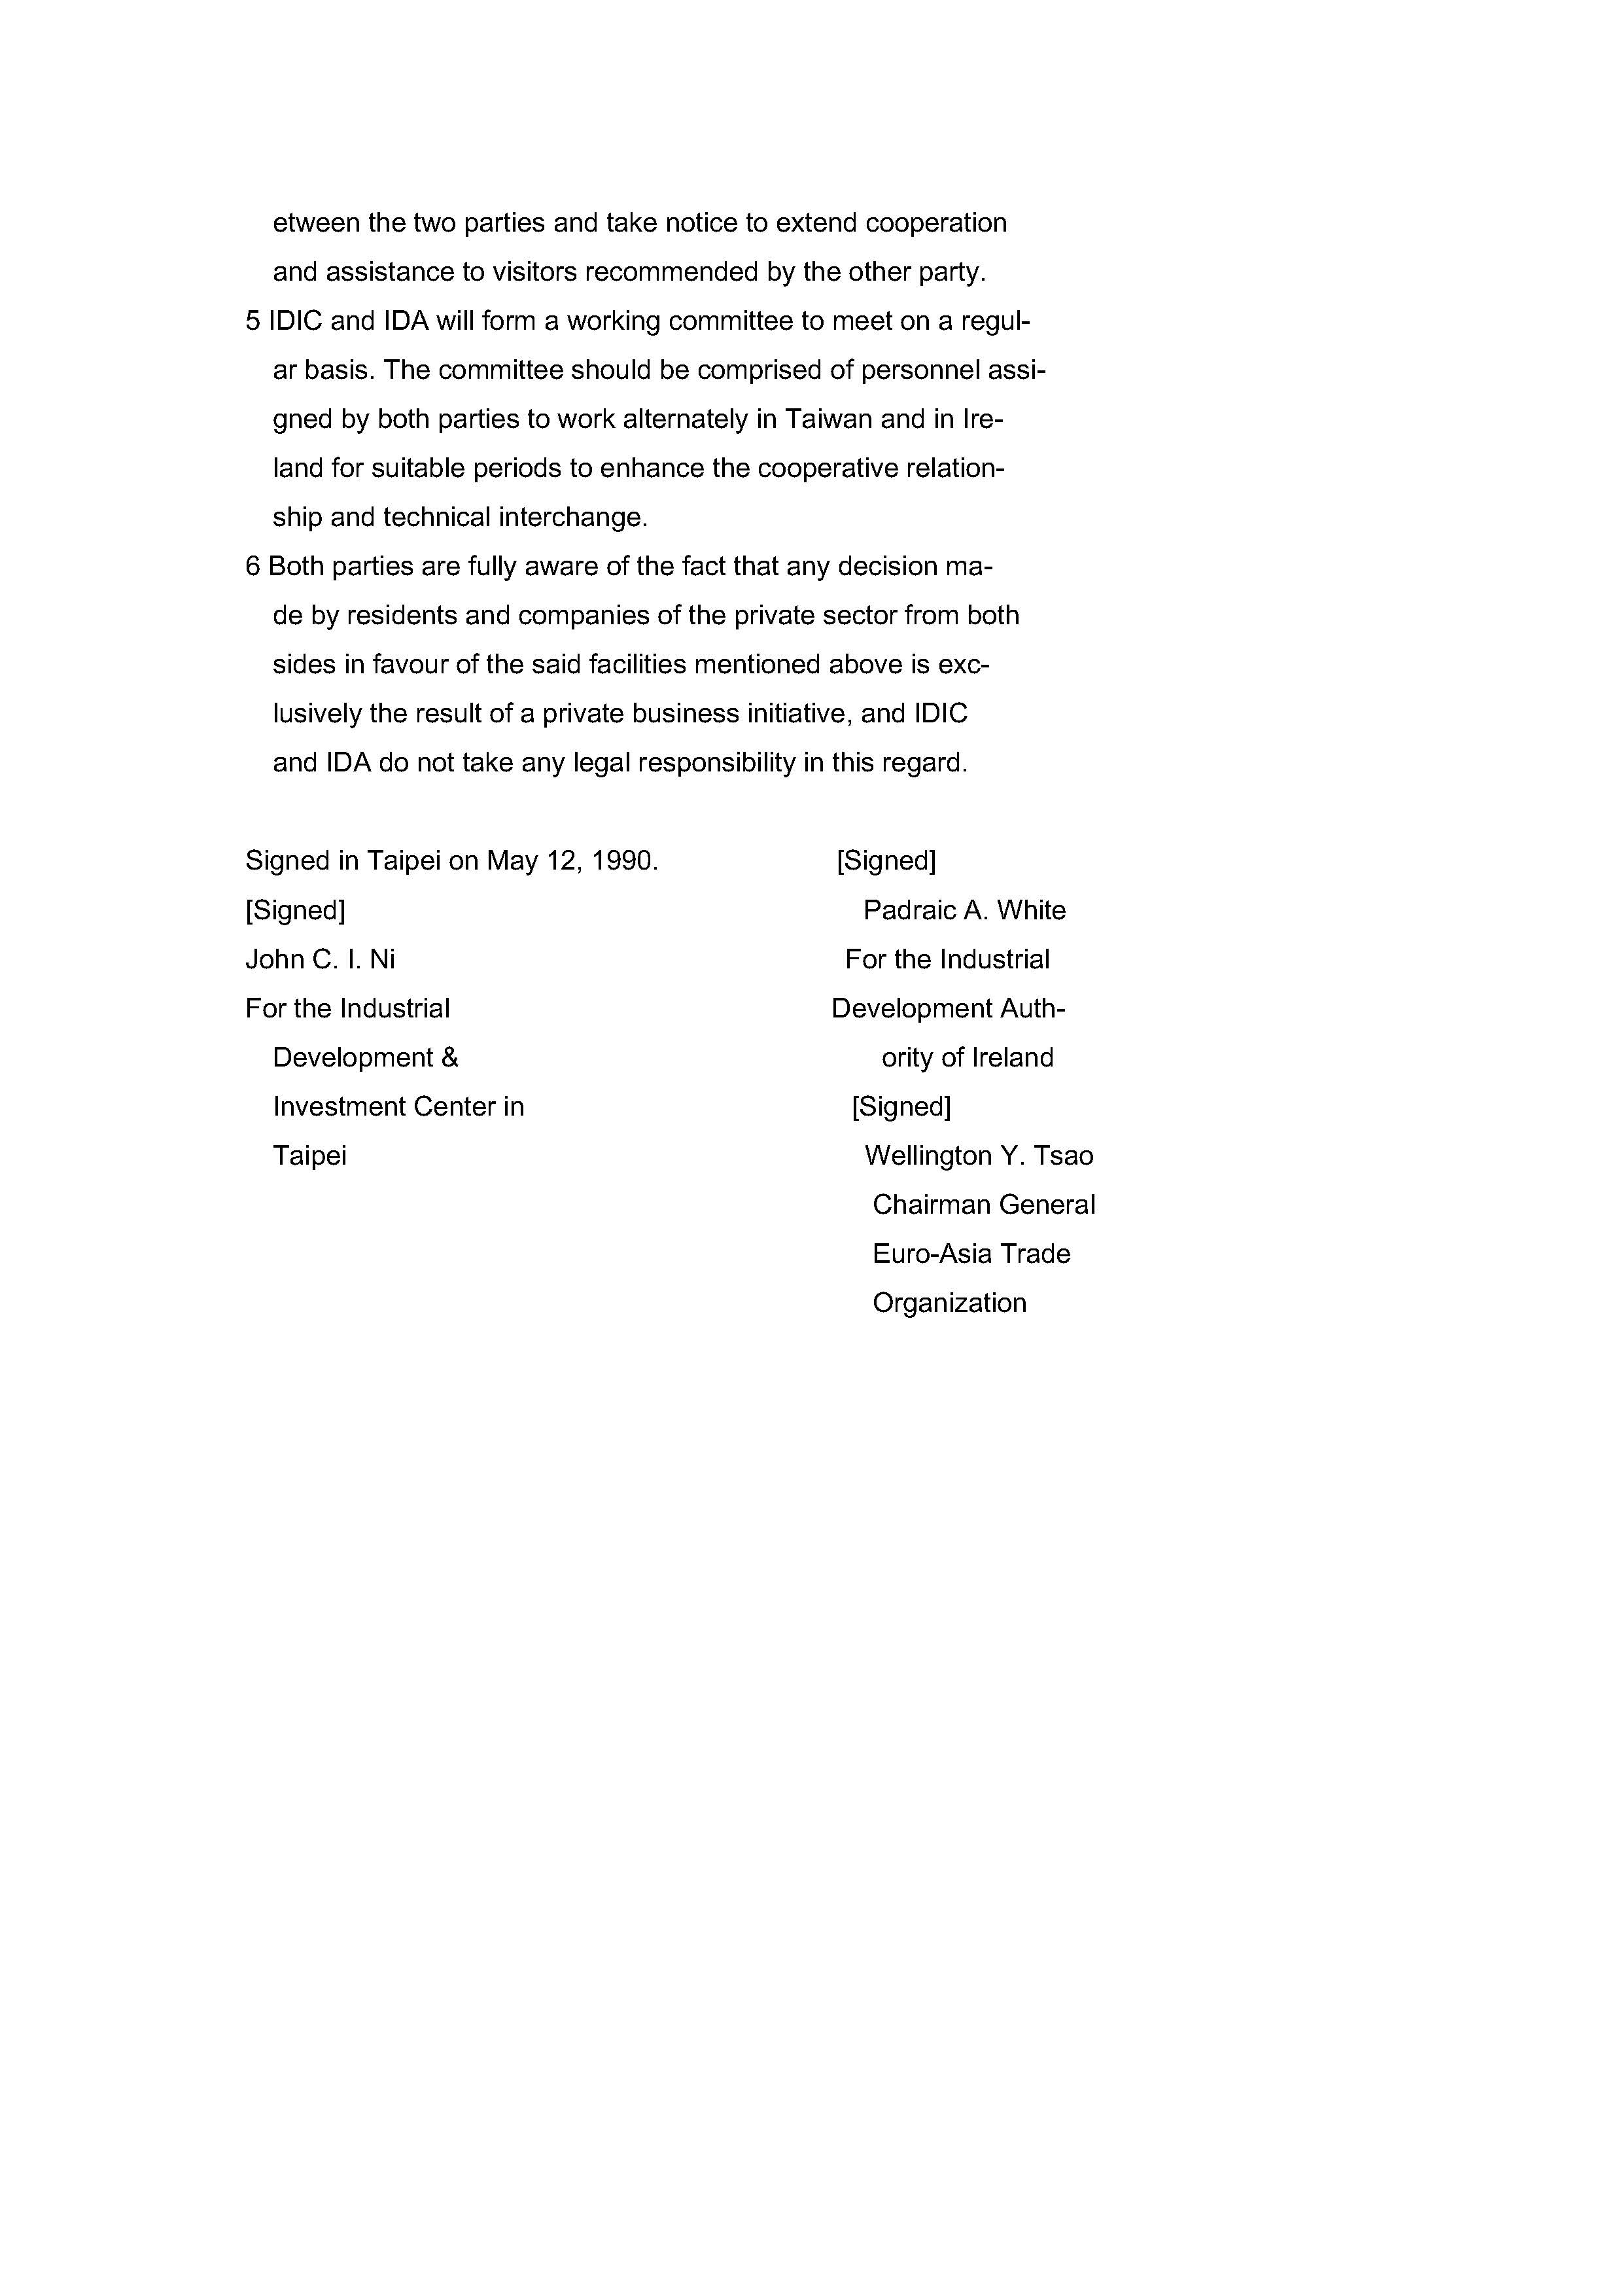 etween the two parties and take notice to extend cooperation
and assistance to visitors recommended by the other party.
5 IDIC and IDA will form a working committee to meet on a regul-
ar basis. The committee should be comprised of personnel assi-
gned by both parties to work alternately in Taiwan and in Ire-
land for suitable periods to enhance the cooperative relation-
ship and technical interchange.
6 Both parties are fully aware of the fact that any decision ma-
de by residents and companies of the private sector from both
sides in favour of the said facilities mentioned above is exc-
lusively the result of a private business initiative, and IDIC
and IDA do not take any legal responsibility in this regard.
Signed in Taipei on May 12, 1990. [Signed]
[Signed] Padraic A. White
John C. I. Ni For the Industrial
For the Industrial Development Auth-
Development & ority of Ireland
Investment Center in [Signed]
Taipei Wellington Y. Tsao
Chairman General
Euro-Asia Trade
Organization